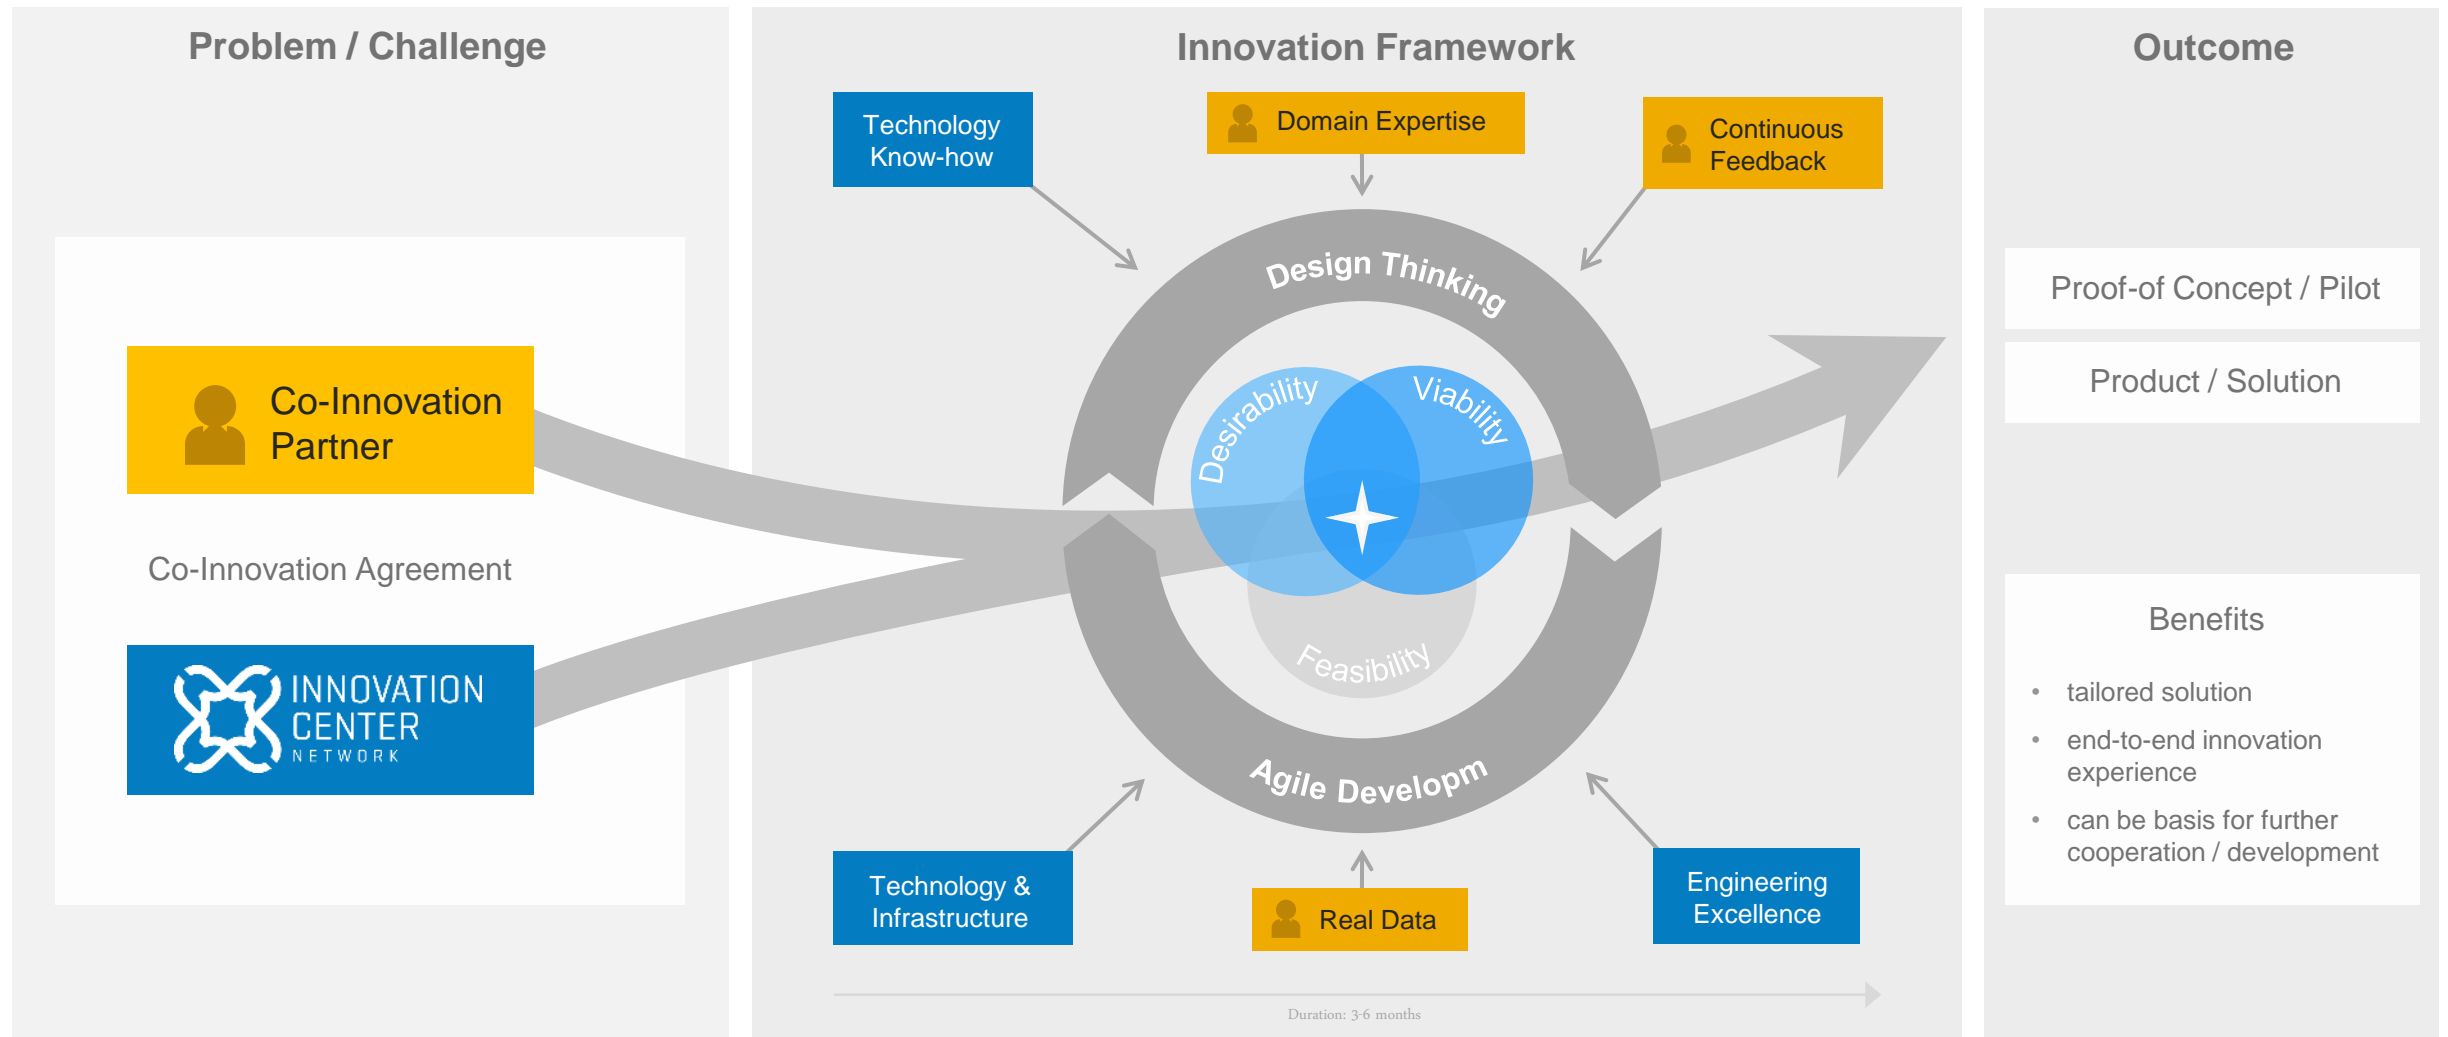 Problem / Challenge
Co-Innovation
Partner
Co-Innovation Agreement
INNOVATION
CENTER
NETWORK
Innovation Framework
Technology
Know-how
Domain Expertise
Continuous
Feedback
Design Thinking
Desirability
Viability
Feasibility
Agile Developm
Technology &
Infrastructure
Real Data
Engineering
Excellence
Duration: 3-6 months
Outcome
Proof-of Concept / Pilot
Product / Solution
Benefits
• tailored solution
• end-to-end innovation
experience
• can be basis for further
cooperation / development